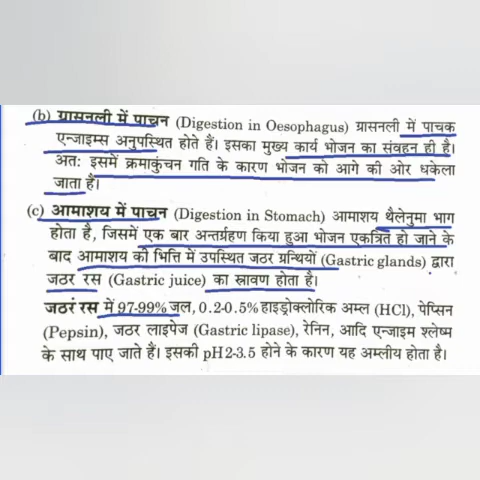 (b) ग्रासनली में पाचन (Digestion in Oesophagus) ग्रासनली में पाचक
एन्जाइम्स अनुपस्थित होते हैं। इसका मुख्य कार्य भोजन का संवहन ही है।
अतः इसमें क्रमाकुंचन गति के कारण भोजन को आगे की ओर धकेला
जाता है।
(c) आमाशय में पाचन (Digestion in Stomach) आमाशय थैलेनुमा भाग
होता है, जिसमें एक बार अन्तर्ग्रहण किया हुआ भोजन एकत्रित हो जाने के
बाद आमाशय की भित्ति में उपस्थित जठर ग्रन्थियों (Gastric glands) द्वारा
जठर रस (Gastric juice) का स्रावण होता है।
जठर रस में 97-99% जल, 0.2-0.5% हाइड्रोक्लोरिक अम्ल (HCl), पेप्सिन
(Pepsin), जठर लाइपेज (Gastric lipase), रेनिन, आदि एन्जाइम श्लेष्म
के साथ पाए जाते हैं। इसकी pH 2-3.5 होने के कारण यह अम्लीय होता है।